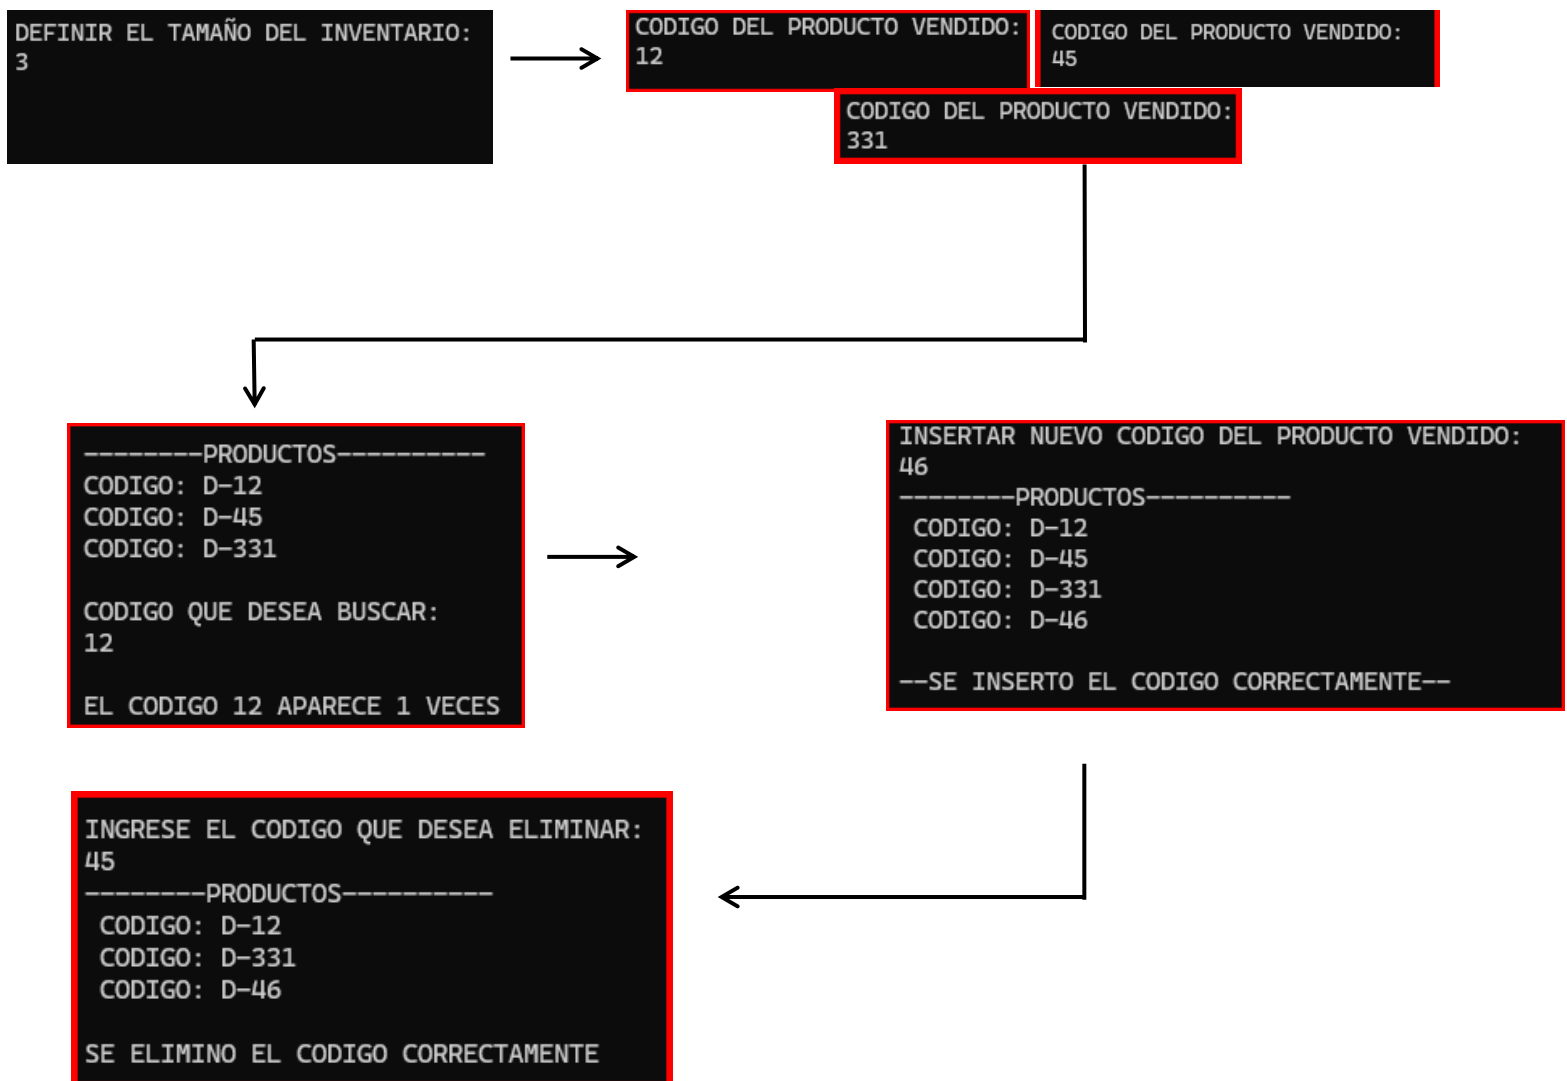 DEFINIR EL TAMAÑO DEL INVENTARIO:
3
CODIGO DEL PRODUCTO VENDIDO:
12
CODIGO DEL PRODUCTO VENDIDO:
45
CODIGO DEL PRODUCTO VENDIDO:
331
--------PRODUCTOS----------
CODIGO: D-12
CODIGO: D-45
CODIGO: D-331
CODIGO QUE DESEA BUSCAR:
12
EL CODIGO 12 APARECE 1 VECES
INSERTAR NUEVO CODIGO DEL PRODUCTO VENDIDO:
46
--------PRODUCTOS----------
CODIGO: D-12
CODIGO: D-45
CODIGO: D-331
CODIGO: D-46
--SE INSERTO EL CODIGO CORRECTAMENTE--
INGRESE EL CODIGO QUE DESEA ELIMINAR:
45
--------PRODUCTOS----------
CODIGO: D-12
CODIGO: D-331
CODIGO: D-46
SE ELIMINO EL CODIGO CORRECTAMENTE